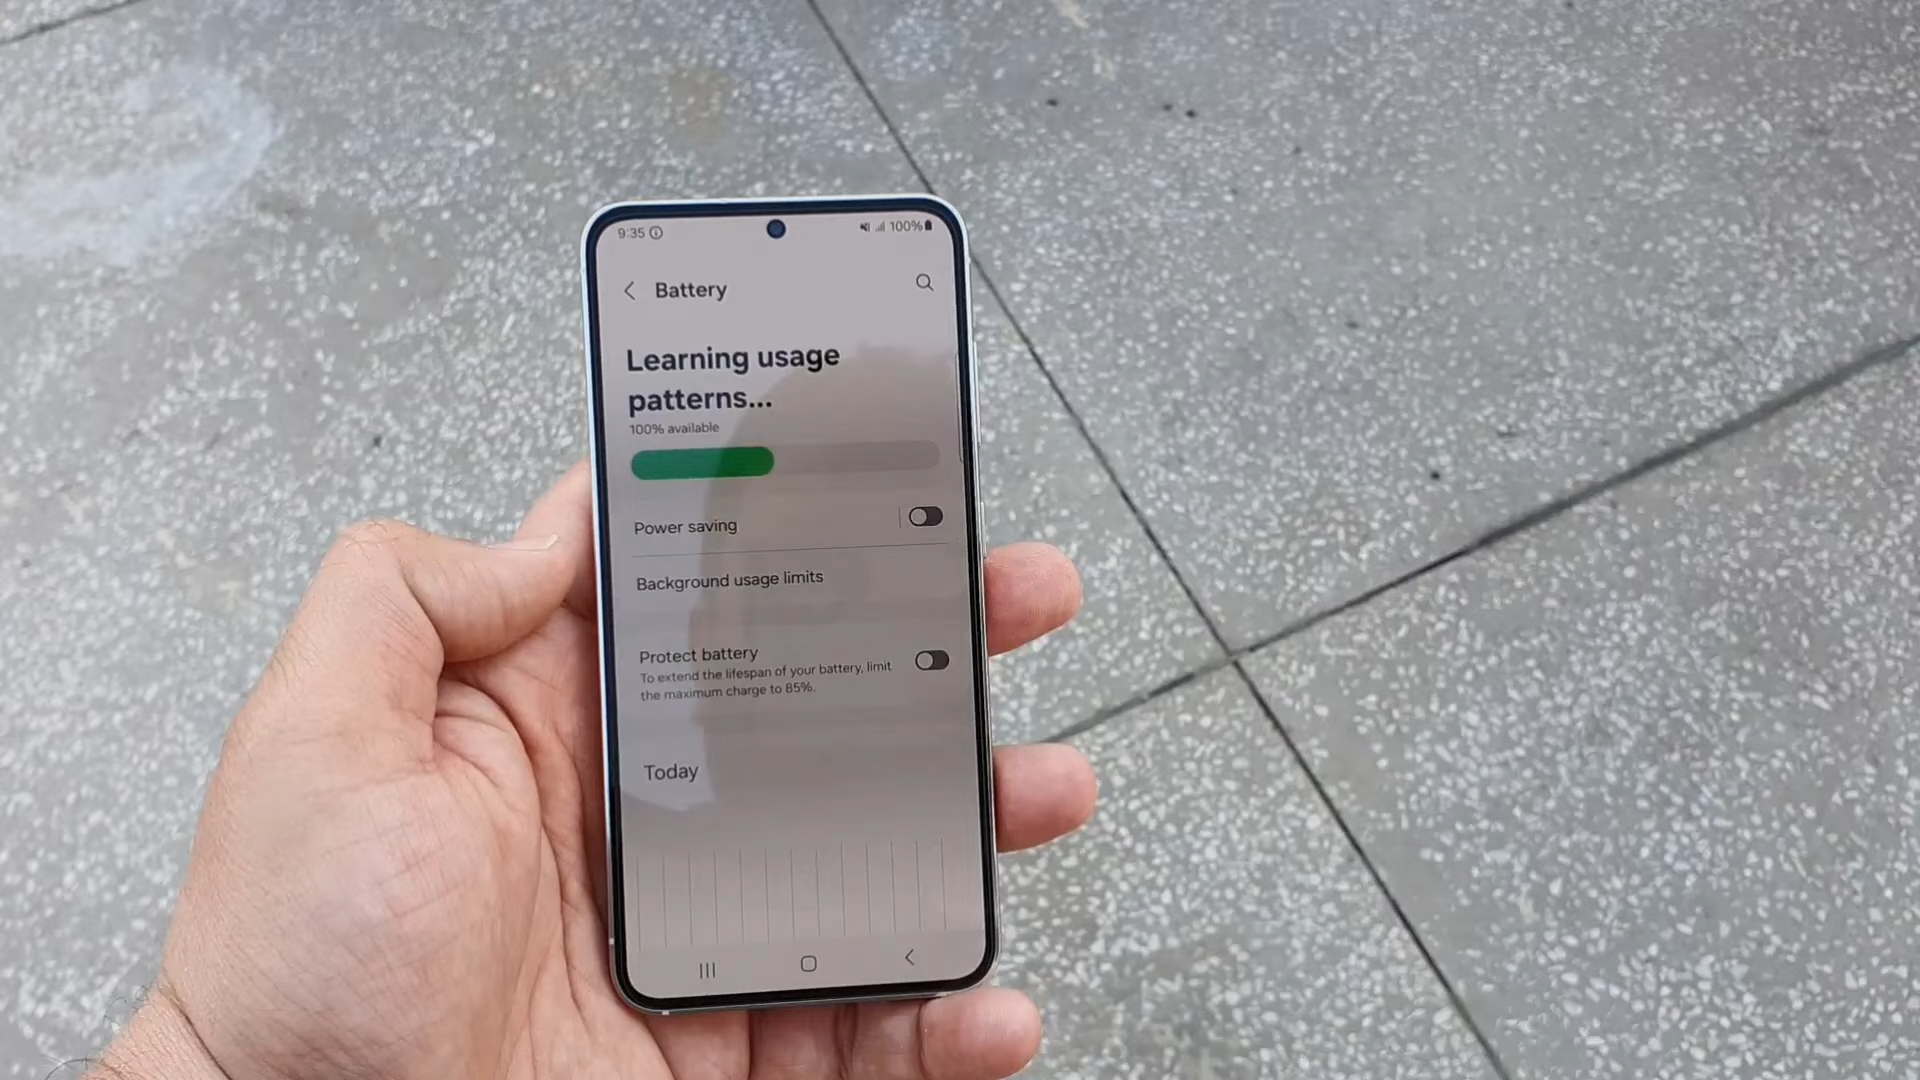 9:35
100%
Battery
Learning usage
patterns...
100% available
Power saving
Background usage limits
Protect battery
To extend the lifespan of your battery, limit
the maximum charge to 85%.
Today